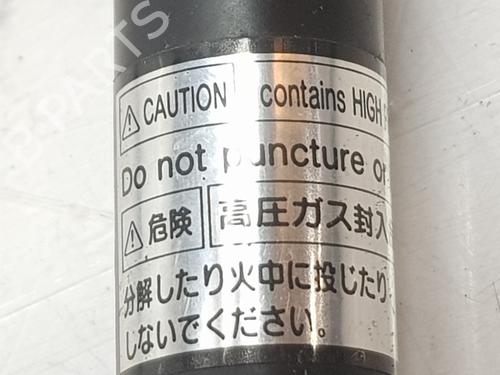 CAUTION contains HIGH
Do not puncture or
危険 高圧ガス封入
分解したり火中に投じたり
しないでください。
PARTS